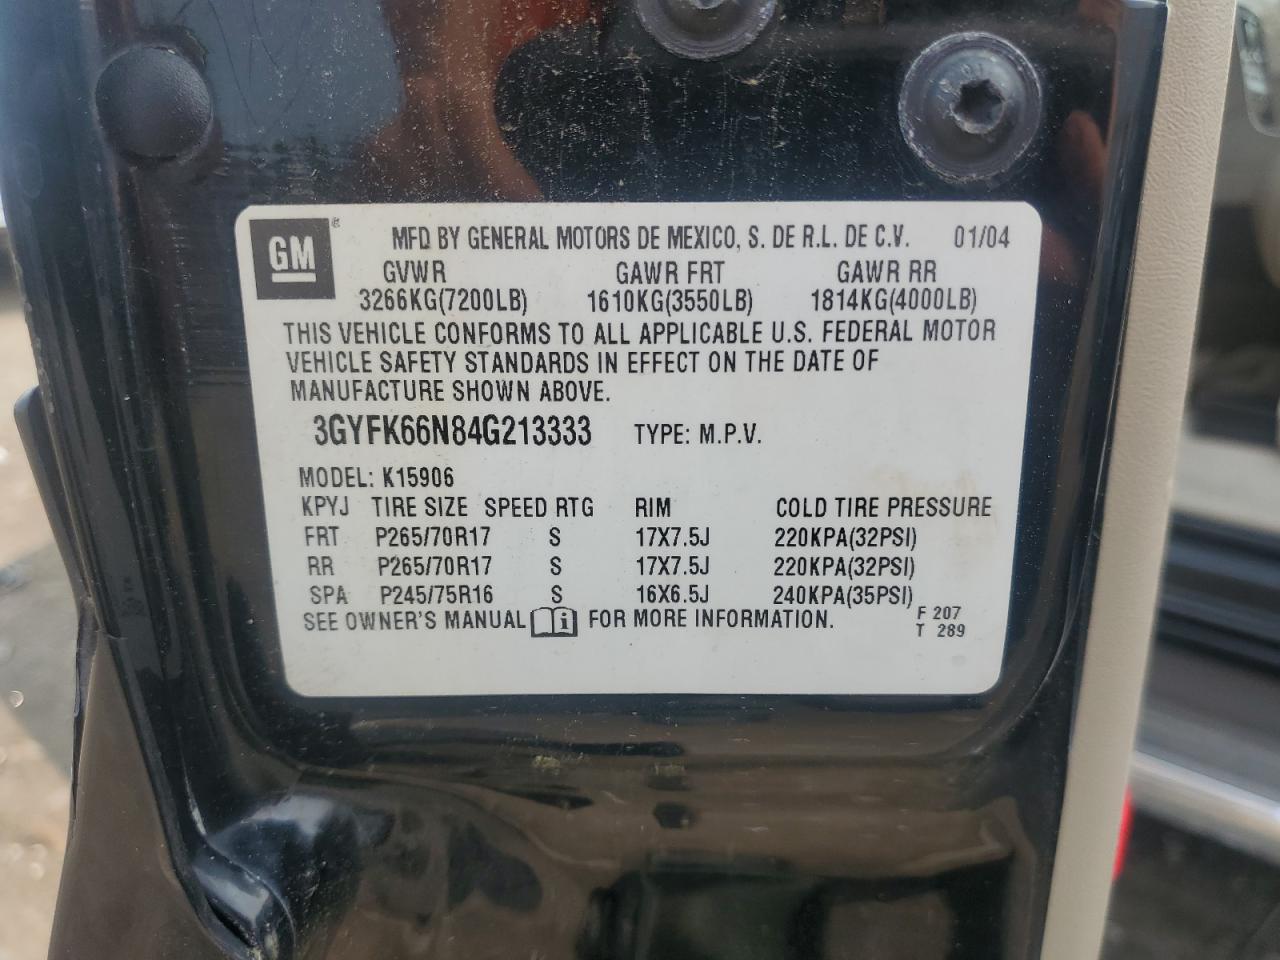 GM®
MFD BY GENERAL MOTORS DE MEXICO, S. DE R.L. DE C.V. 01/04
GVWR GAWR FRT GAWR RR
3266KG(7200LB) 1610KG(3550LB) 1814KG(4000LB)
THIS VEHICLE CONFORMS TO ALL APPLICABLE U.S. FEDERAL MOTOR
VEHICLE SAFETY STANDARDS IN EFFECT ON THE DATE OF
MANUFACTURE SHOWN ABOVE.
3GYFK66N84G213333 TYPE: M.P.V.
MODEL: K15906
KPYJ TIRE SIZE SPEED RTG RIM COLD TIRE PRESSURE
FRT P265/70R17 S 17X7.5J 220KPA(32PSI)
RR P265/70R17 S 17X7.5J 220KPA(32PSI)
SPA P245/75R16 S 16X6.5J 240KPA(35PSI)
SEE OWNER'S MANUAL i FOR MORE INFORMATION.
F 207
T 289